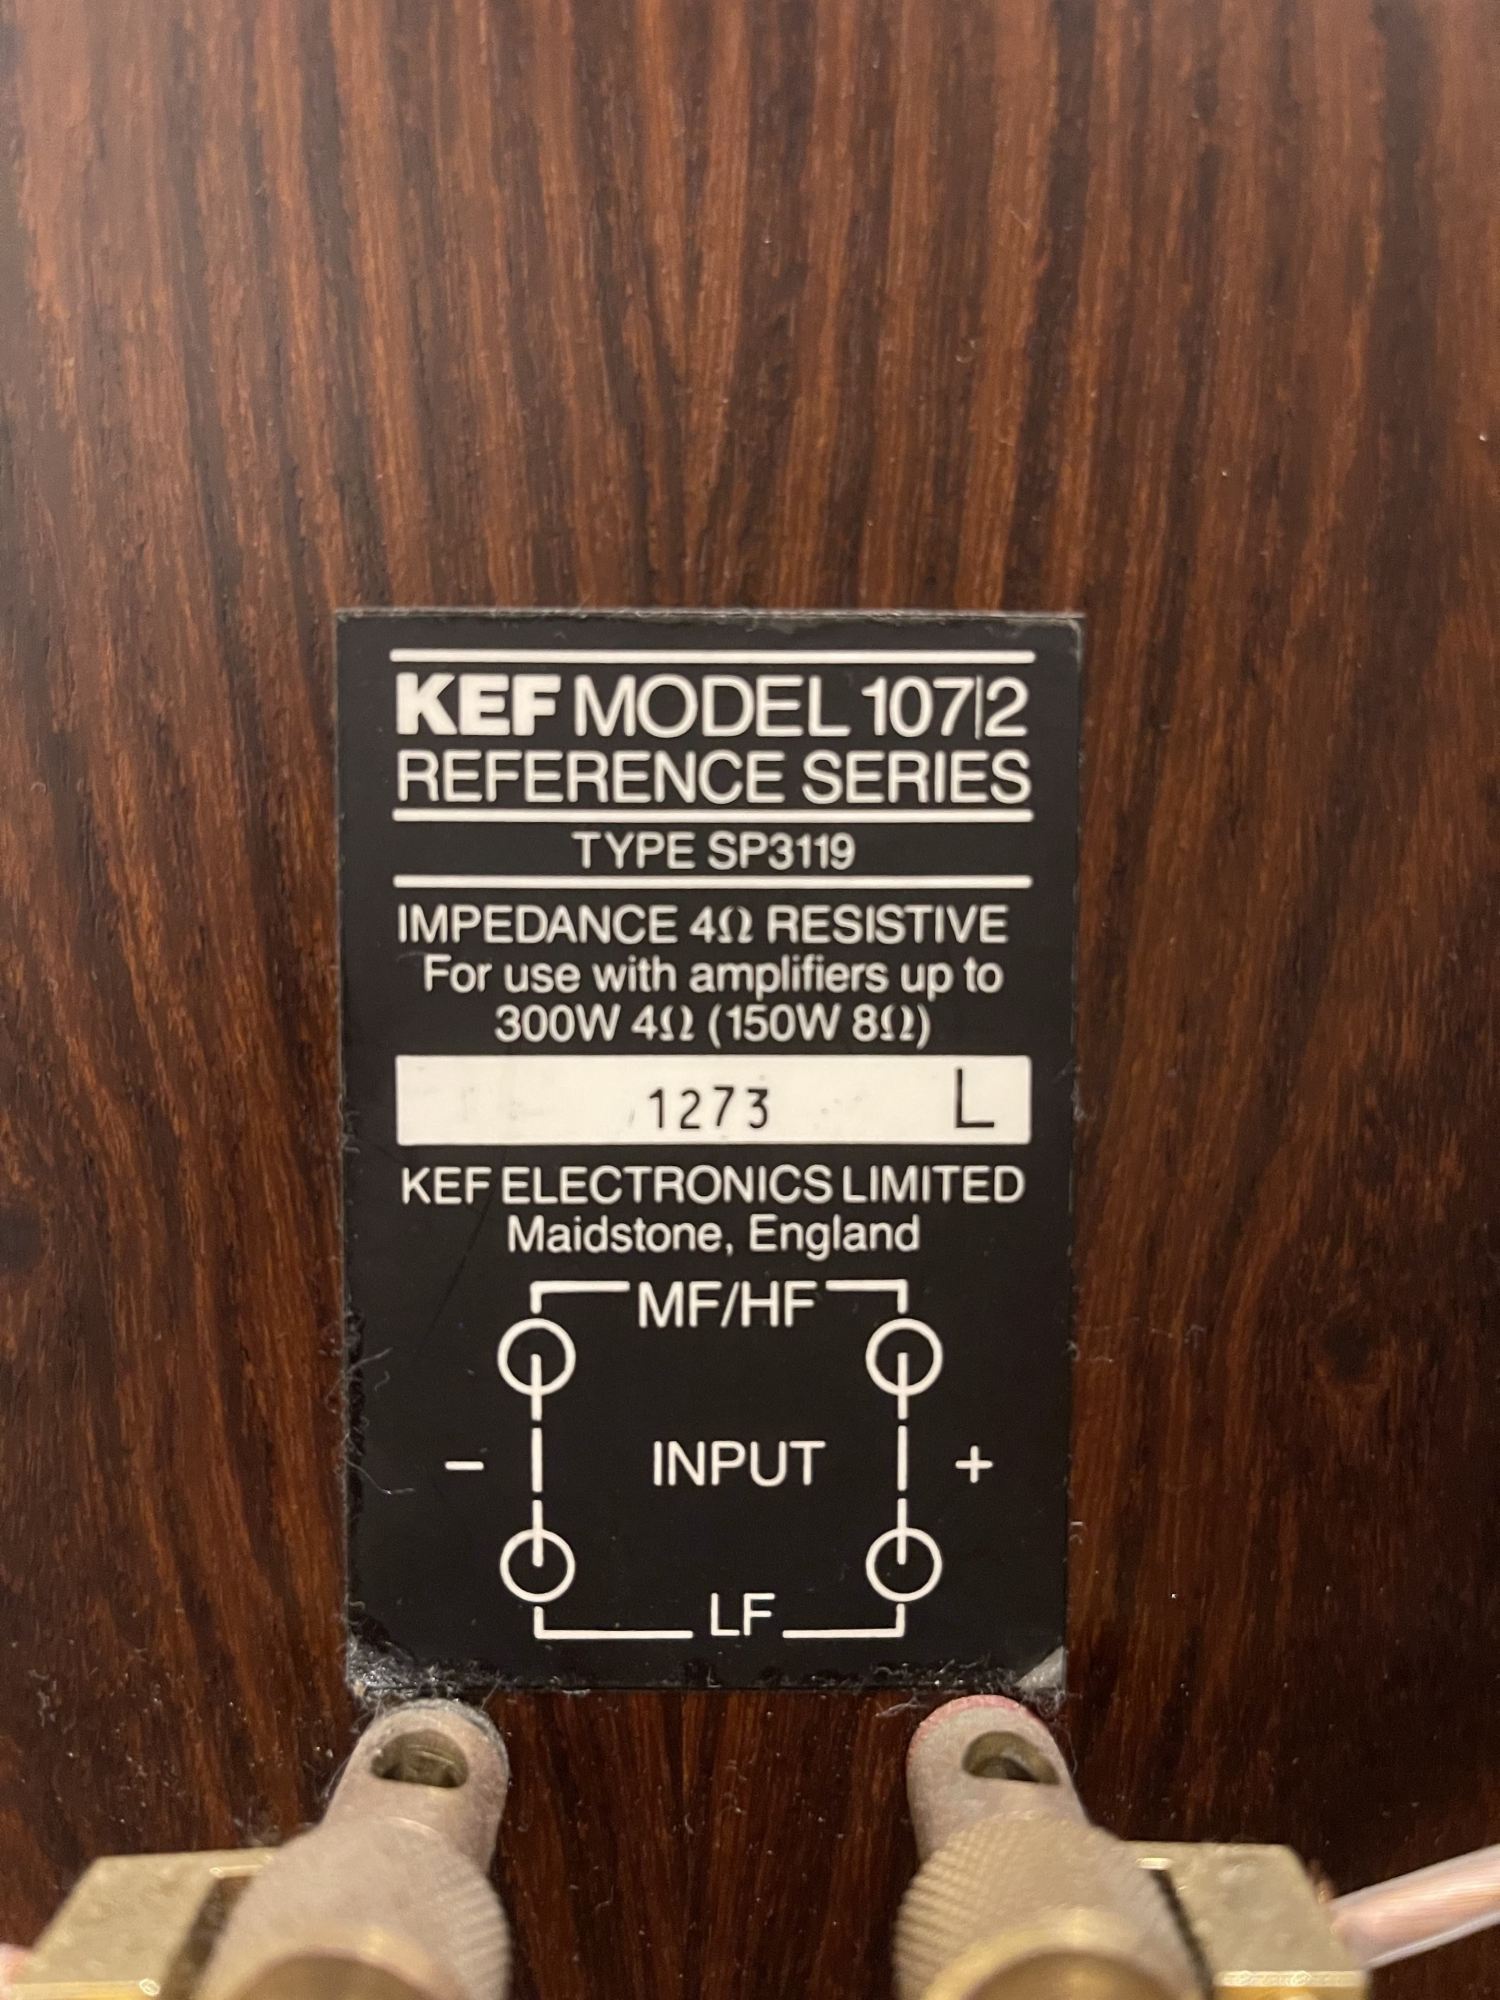 KEF MODEL 107|2
REFERENCE SERIES
TYPE SP3119
IMPEDANCE 4Ω RESISTIVE
For use with amplifiers up to
300W 4Ω (150W 8Ω)
1273 L
KEF ELECTRONICS LIMITED
Maidstone, England
MF/HF
- INPUT +
LF